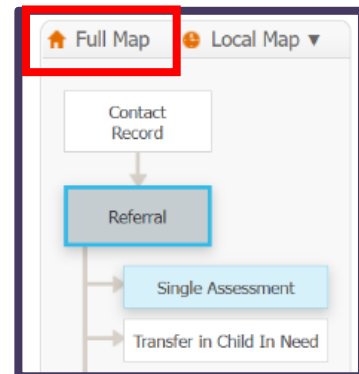 Full Map Local Map ▼
Contact
Record
Referral
Single Assessment
Transfer in Child In Need